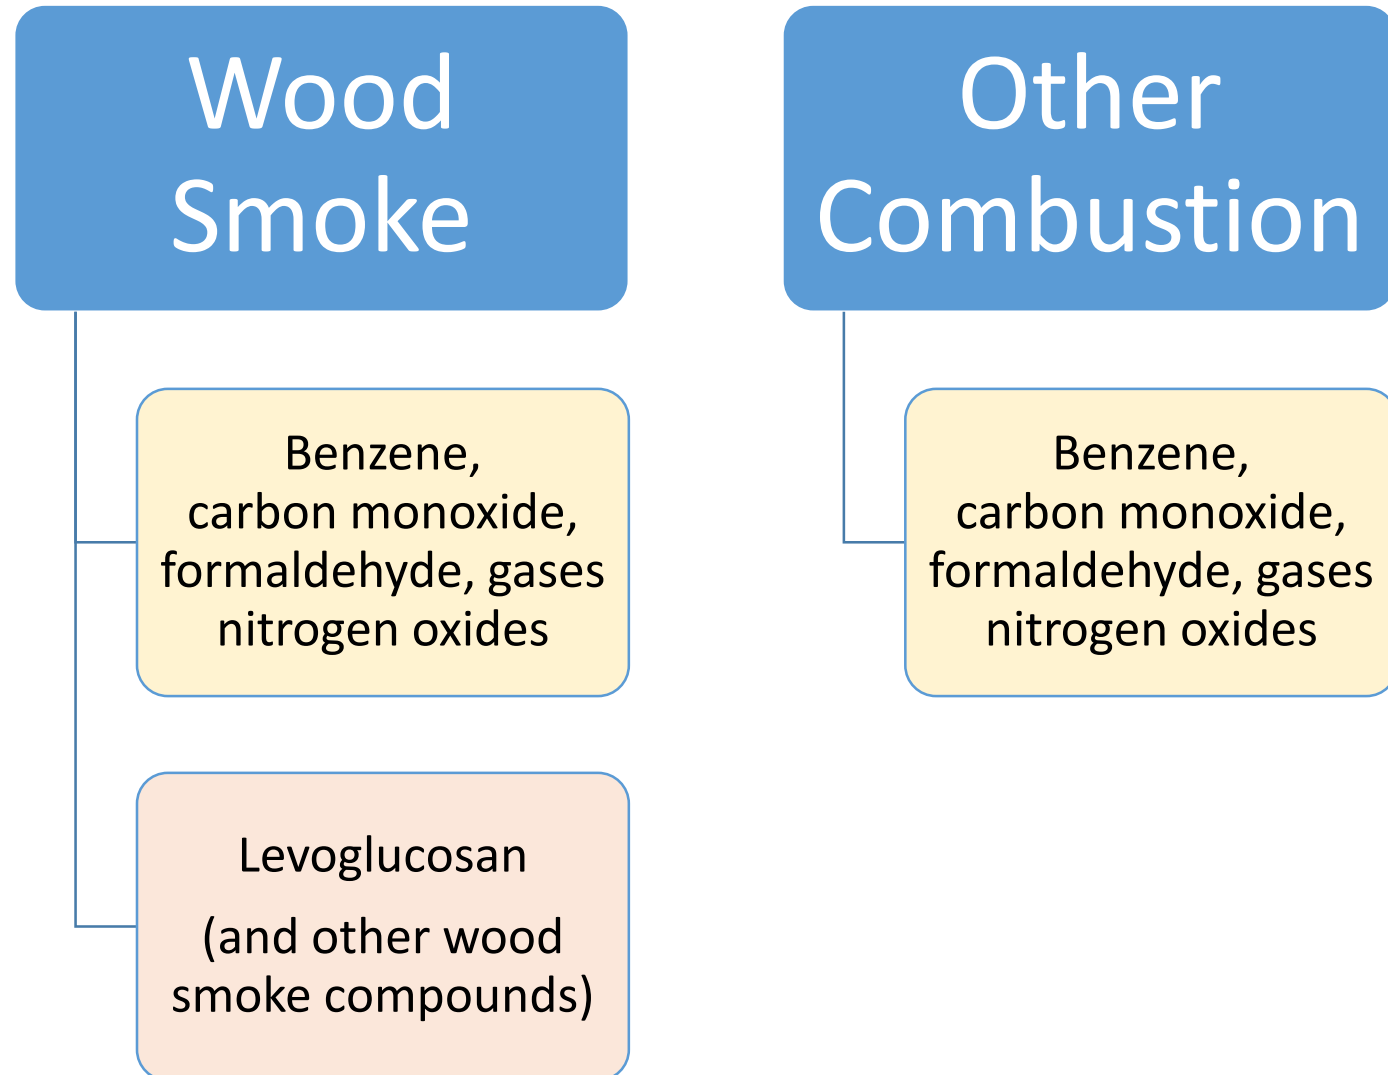 Wood
Smoke
Benzene,
carbon monoxide,
formaldehyde, gases
nitrogen oxides
Levoglucosan
(and other wood
smoke compounds)
Other
Combustion
Benzene,
carbon monoxide,
formaldehyde, gases
nitrogen oxides